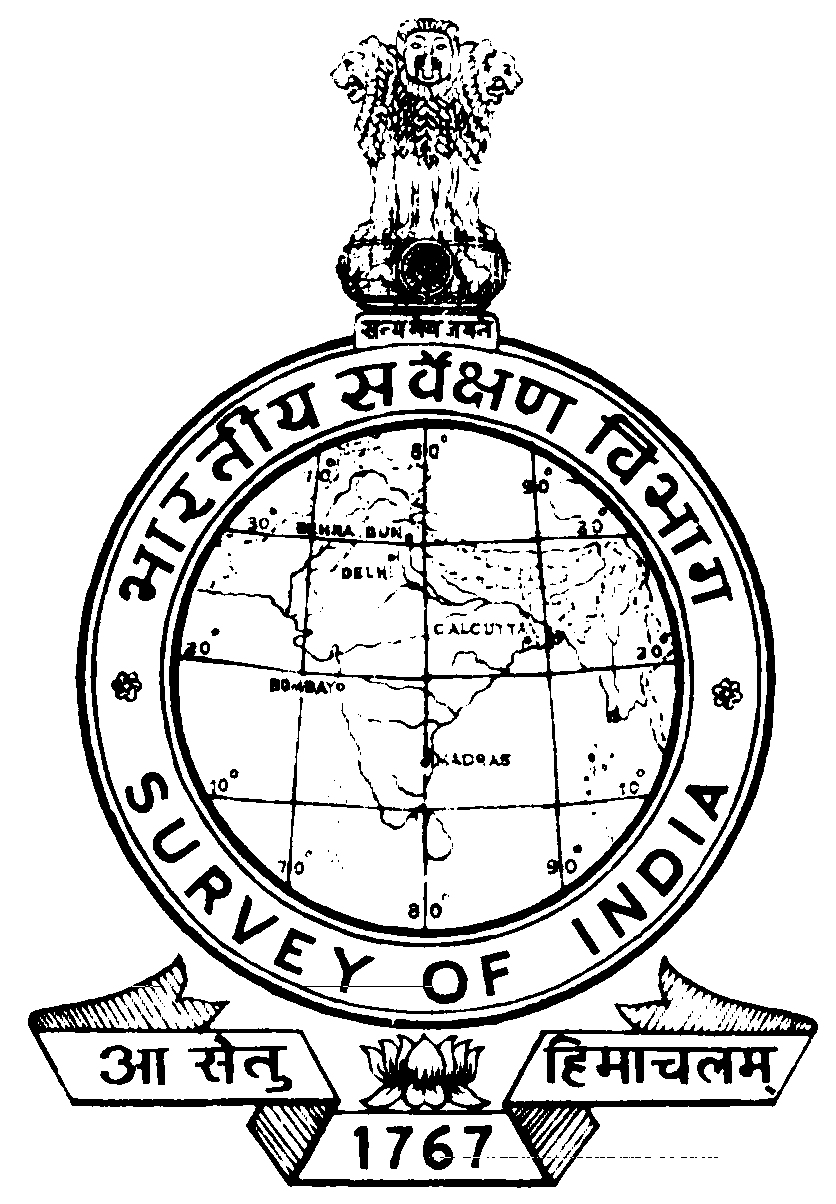 सत्यमेव जयते
भारतीय सर्वेक्षण विभाग
80°
70°
90°
30°
DEHRA DUN
30°
DELHI
CALCUTTA
20°
20°
BOMBAY
MADRAS
10°
10°
70°
90°
80°
SURVEY OF INDIA
आ सेतु
हिमाचलम्
1767